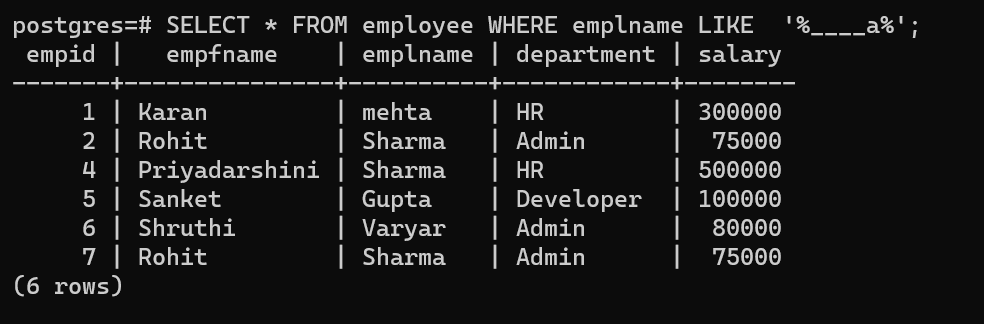 postgres=# SELECT * FROM employee WHERE emplname LIKE  '%____a%';
 empid |   empfname    | emplname | department | salary
-------+---------------+----------+------------+--------
     1 | Karan         | mehta    | HR         | 300000
     2 | Rohit         | Sharma   | Admin      |  75000
     4 | Priyadarshini | Sharma   | HR         | 500000
     5 | Sanket        | Gupta    | Developer  | 100000
     6 | Shruthi       | Varyar   | Admin      |  80000
     7 | Rohit         | Sharma   | Admin      |  75000
(6 rows)